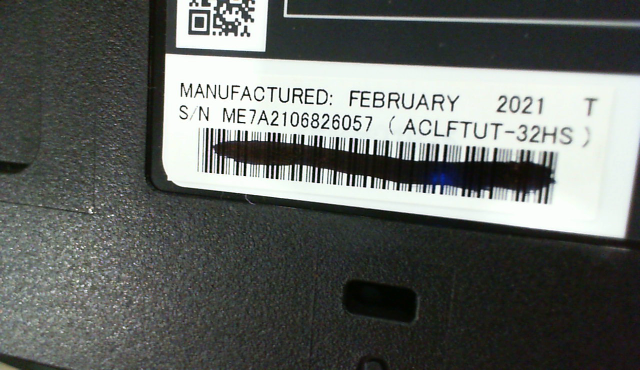 MANUFACTURED: FEBRUARY 2021 T
S/N ME7A2106826057 ( ACLFTUT-32HS )